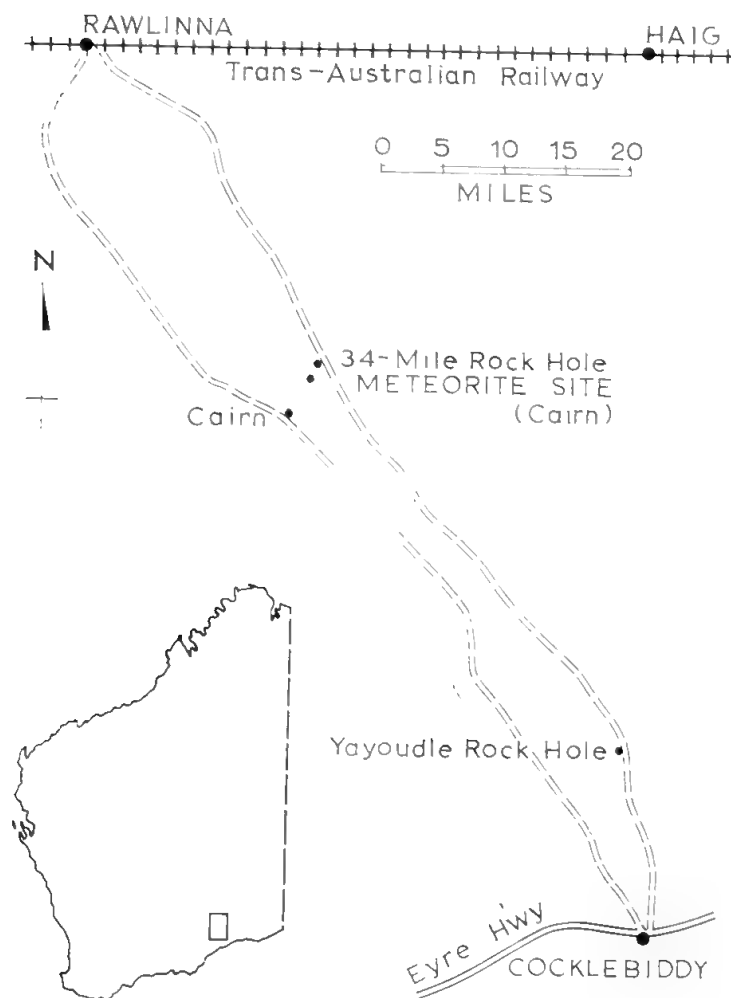 RAWLINNA
HAIG
Trans-Australian Railway
0 5 10 15 20
MILES
N
34-Mile Rock Hole
METEORITE SITE
(Cairn)
Cairn
Yayoudle Rock Hole
Eyre Hwy
COCKLEBIDDY